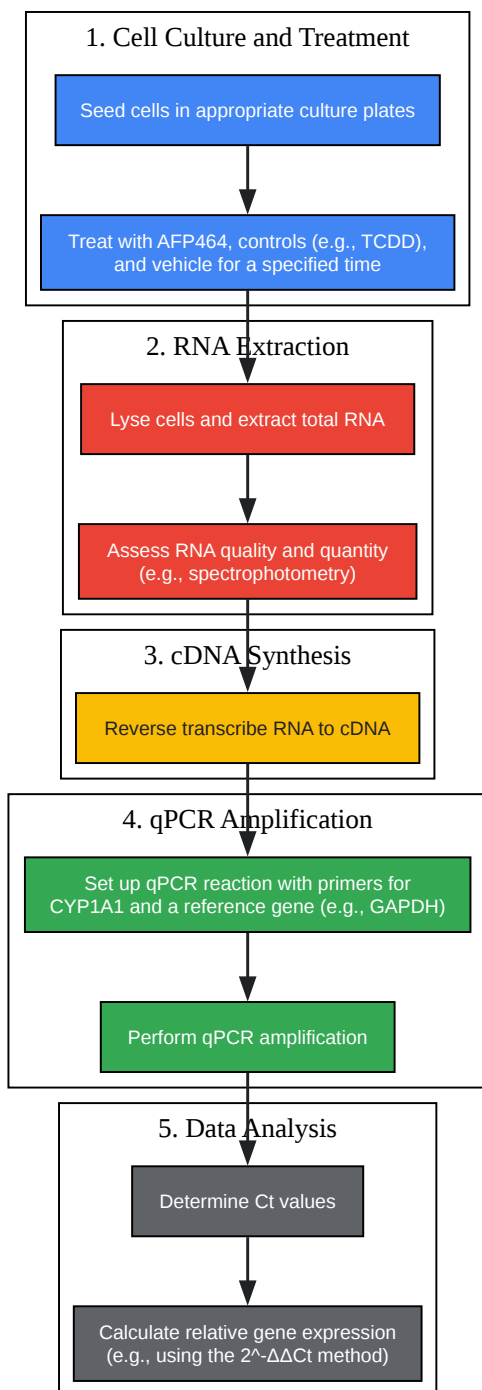 1. Cell Culture and Treatment
Seed cells in appropriate culture plates
Treat with AFP464, controls (e.g., TCDD),
and vehicle for a specified time
2. RNA Extraction
Lyse cells and extract total RNA
Assess RNA quality and quantity
(e.g., spectrophotometry)
3. cDNA Synthesis
Reverse transcribe RNA to cDNA
4. qPCR Amplification
Set up qPCR reaction with primers for
CYP1A1 and a reference gene (e.g., GAPDH)
Perform qPCR amplification
5. Data Analysis
Determine Ct values
Calculate relative gene expression
(e.g., using the 2^-ΔΔCt method)